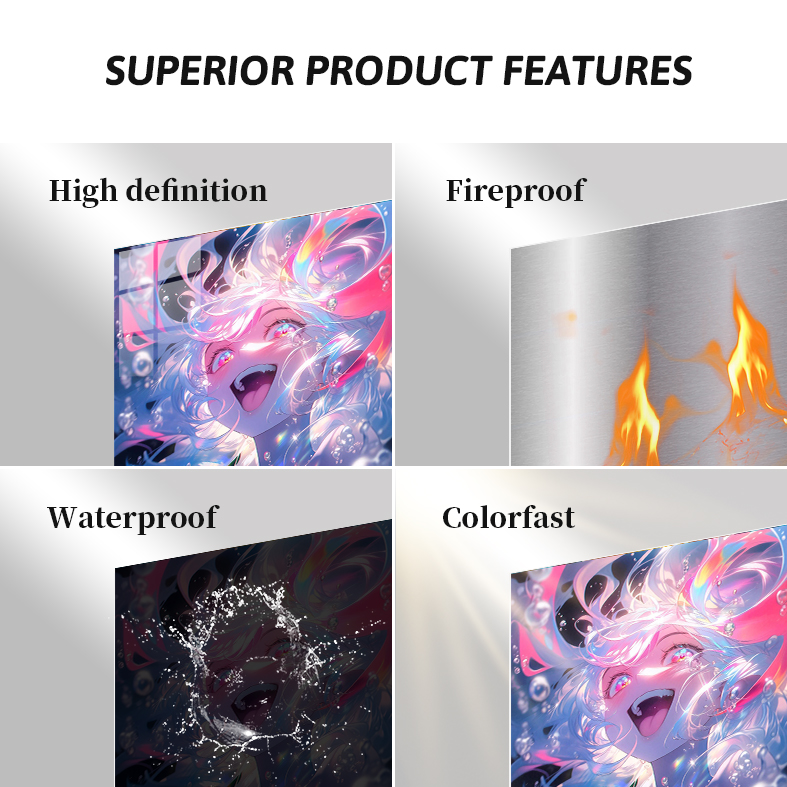 SUPERIOR PRODUCT FEATURES
High definition
Fireproof
Waterproof
Colorfast